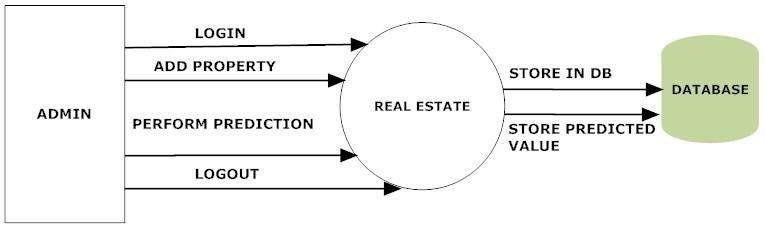 LOGIN
ADD PROPERTY
ADMIN
PERFORM PREDICTION
LOGOUT
REAL ESTATE
STORE IN DB
STORE PREDICTED
VALUE
DATABASE